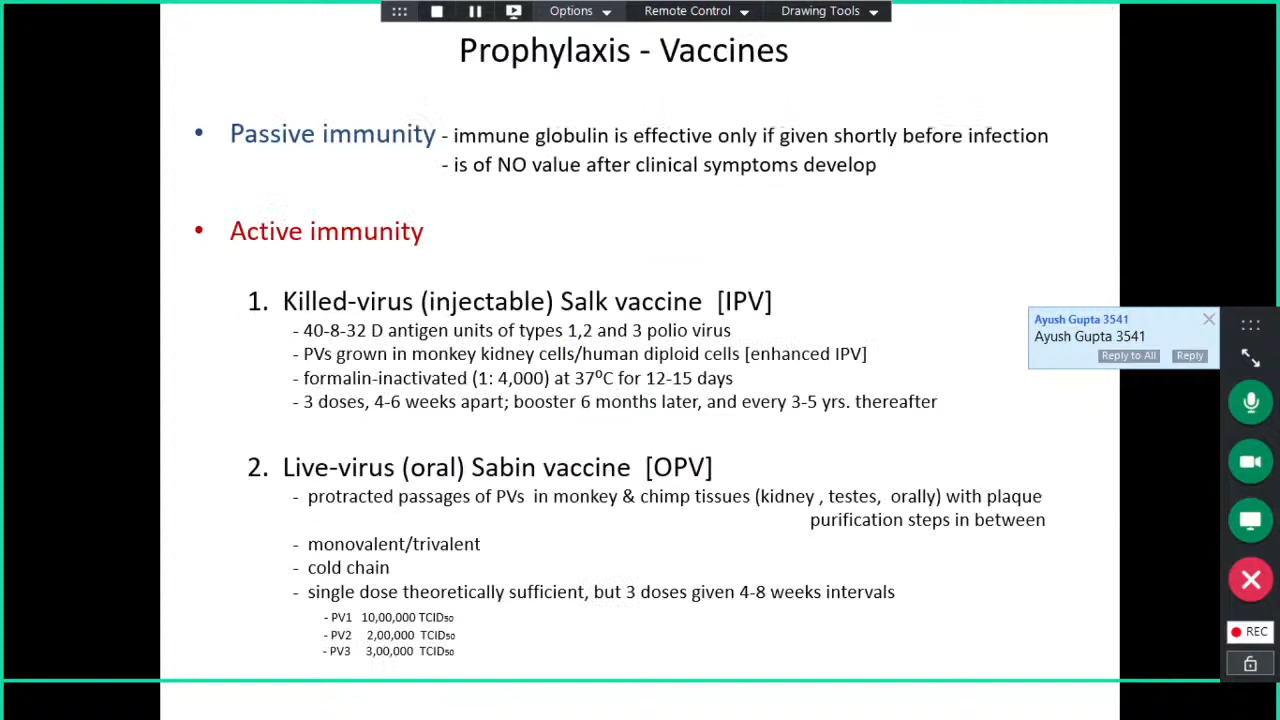 Options
Remote Control
Drawing Tools
Prophylaxis - Vaccines
• Passive immunity - immune globulin is effective only if given shortly before infection
- is of NO value after clinical symptoms develop
• Active immunity
1. Killed-virus (injectable) Salk vaccine [IPV]
- 40-8-32 D antigen units of types 1,2 and 3 polio virus
- PVs grown in monkey kidney cells/human diploid cells [enhanced IPV]
- formalin-inactivated (1: 4,000) at 37⁰C for 12-15 days
- 3 doses, 4-6 weeks apart; booster 6 months later, and every 3-5 yrs. thereafter
2. Live-virus (oral) Sabin vaccine [OPV]
- protracted passages of PVs in monkey & chimp tissues (kidney , testes, orally) with plaque
purification steps in between
- monovalent/trivalent
- cold chain
- single dose theoretically sufficient, but 3 doses given 4-8 weeks intervals
- PV1 10,00,000 TCID₅₀
- PV2 2,00,000 TCID₅₀
- PV3 3,00,000 TCID₅₀
Ayush Gupta 3541
Ayush Gupta 3541
Reply to All Reply
REC